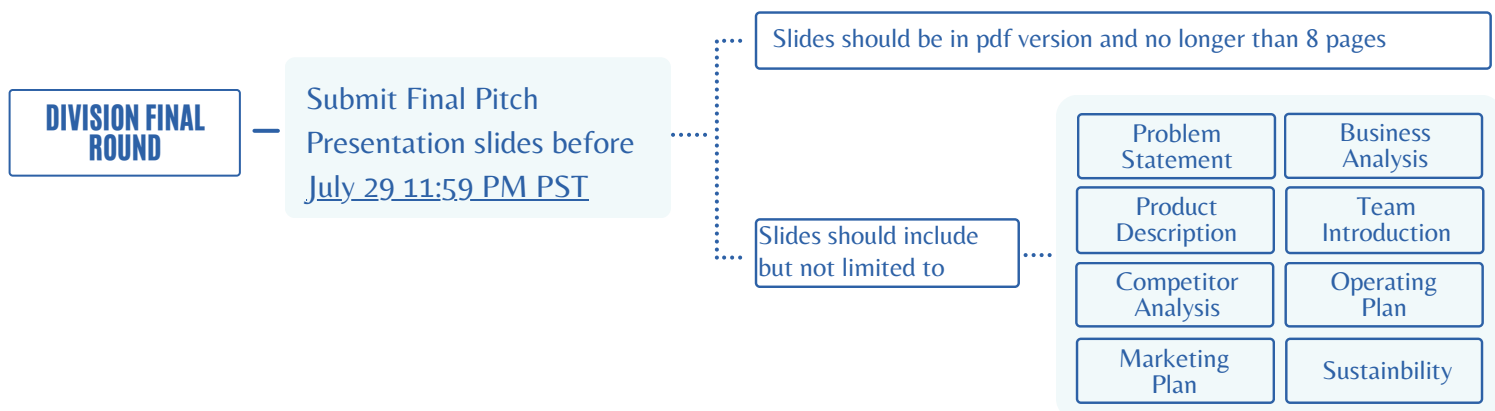 DIVISION FINAL
ROUND
Submit Final Pitch
Presentation slides before
July 29 11:59 PM PST
Slides should be in pdf version and no longer than 8 pages
Slides should include
but not limited to
Problem
Statement
Business
Analysis
Product
Description
Team
Introduction
Competitor
Analysis
Operating
Plan
Marketing
Plan
Sustainbility